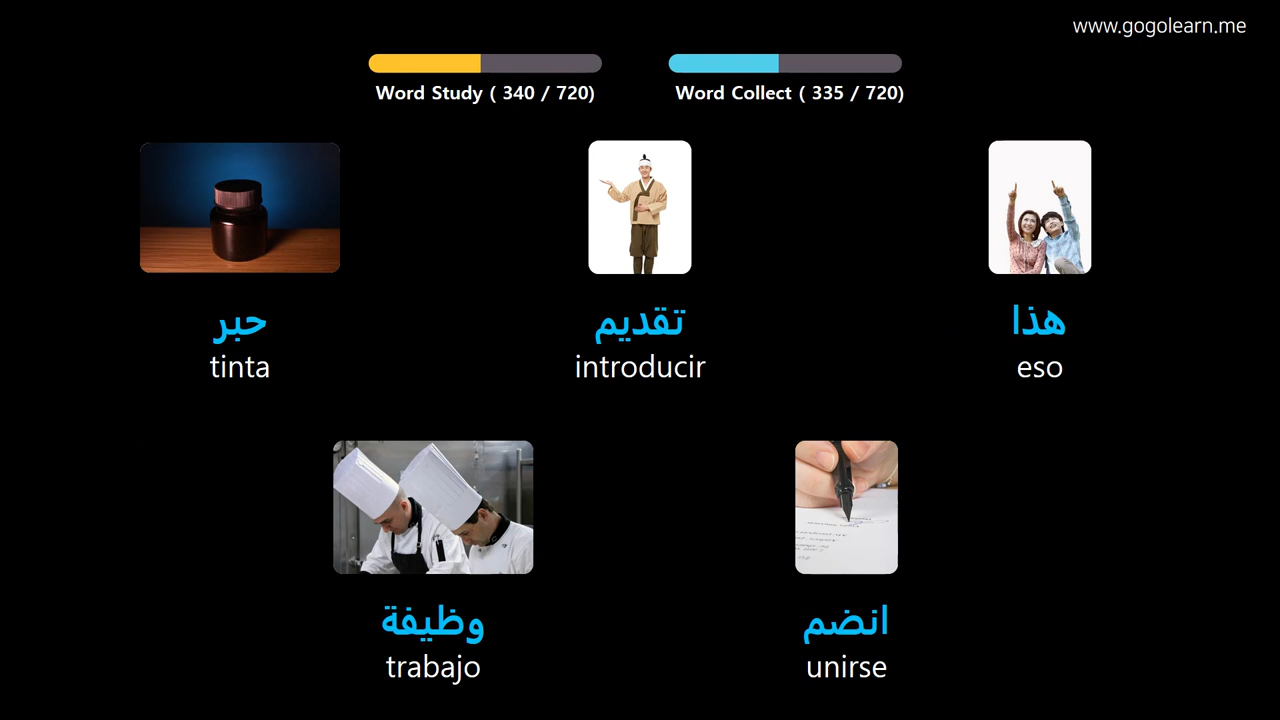 www.gogolearn.me
Word Study ( 340 / 720)
Word Collect ( 335 / 720)
حبر
tinta
تقديم
introducir
هذا
eso
وظيفة
trabajo
انضم
unirse